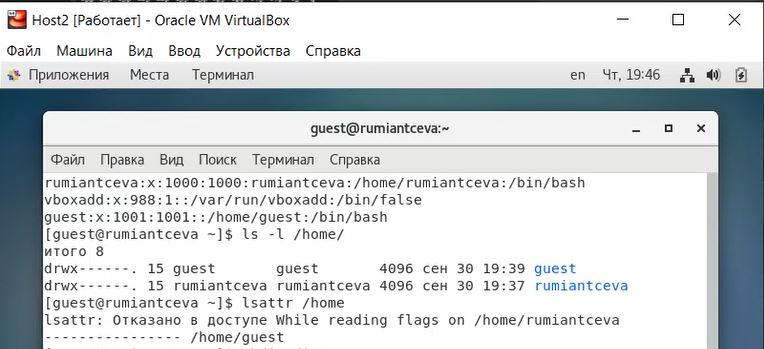 Host2 [Работает] - Oracle VM VirtualBox
Файл Машина Вид Ввод Устройства Справка
Приложения Места Терминал en Чт, 19:46
guest@rumiantceva:~
Файл Правка Вид Поиск Терминал Справка
rumiantceva:x:1000:1000:rumiantceva:/home/rumiantceva:/bin/bash
vboxadd:x:988:1::/var/run/vboxadd:/bin/false
guest:x:1001:1001::/home/guest:/bin/bash
[guest@rumiantceva ~]$ ls -l /home/
итого 8
drwx------. 15 guest       guest       4096 сен 30 19:39 guest
drwx------. 15 rumiantceva rumiantceva 4096 сен 30 19:37 rumiantceva
[guest@rumiantceva ~]$ lsattr /home
lsattr: Отказано в доступе While reading flags on /home/rumiantceva
---------------- /home/guest